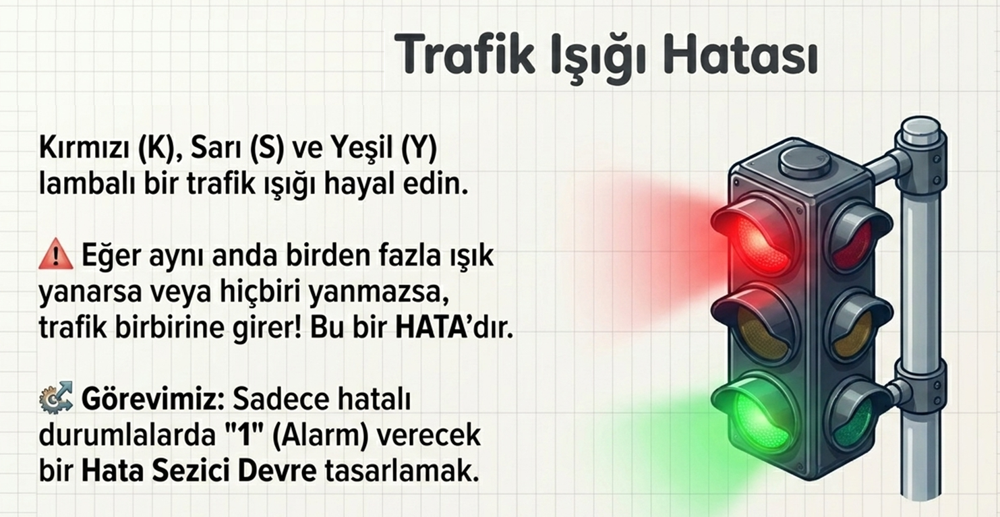 Trafik Işığı Hatası
Kırmızı (K), Sarı (S) ve Yeşil (Y)
lambalı bir trafik ışığı hayal edin.
⚠️ Eğer aynı anda birden fazla ışık
yanarsa veya hiçbiri yanmazsa,
trafik birbirine girer! Bu bir HATA’dır.
Görevimiz: Sadece hatalı
durumlalarda "1" (Alarm) verecek
bir Hata Sezici Devre tasarlamak.